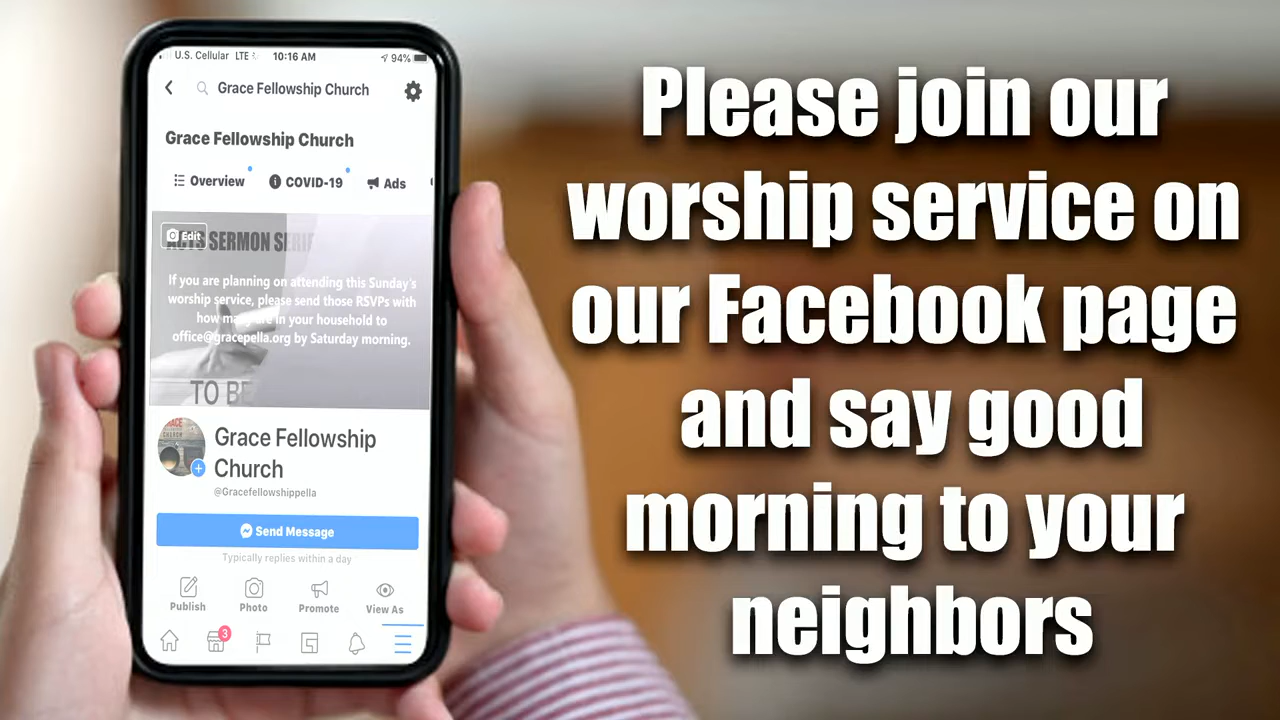 U.S. Cellular LTE 10:16 AM 94%
Grace Fellowship Church
Grace Fellowship Church
Overview COVID-19 Ads
Edit
ACTS SERMON SERIE
If you are planning on attending this Sunday's
worship service, please send those RSVPs with
how many are in your household to
office@gracepella.org by Saturday morning.
TO BE
Grace Fellowship
Church
@Gracefellowshippella
Send Message
Typically replies within a day
Publish Photo Promote View As
3
Please join our
worship service on
our Facebook page
and say good
morning to your
neighbors